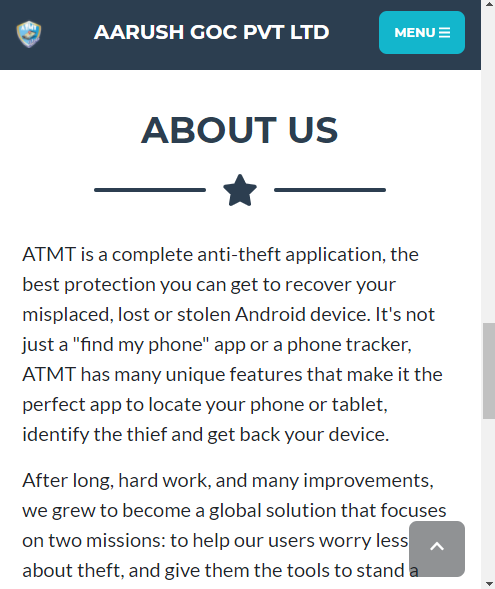 ATMT
AARUSH GOC PVT LTD
MENU
ABOUT US
ATMT is a complete anti-theft application, the
best protection you can get to recover your
misplaced, lost or stolen Android device. It's not
just a "find my phone" app or a phone tracker,
ATMT has many unique features that make it the
perfect app to locate your phone or tablet,
identify the thief and get back your device.
After long, hard work, and many improvements,
we grew to become a global solution that focuses
on two missions: to help our users worry less
about theft, and give them the tools to stand a